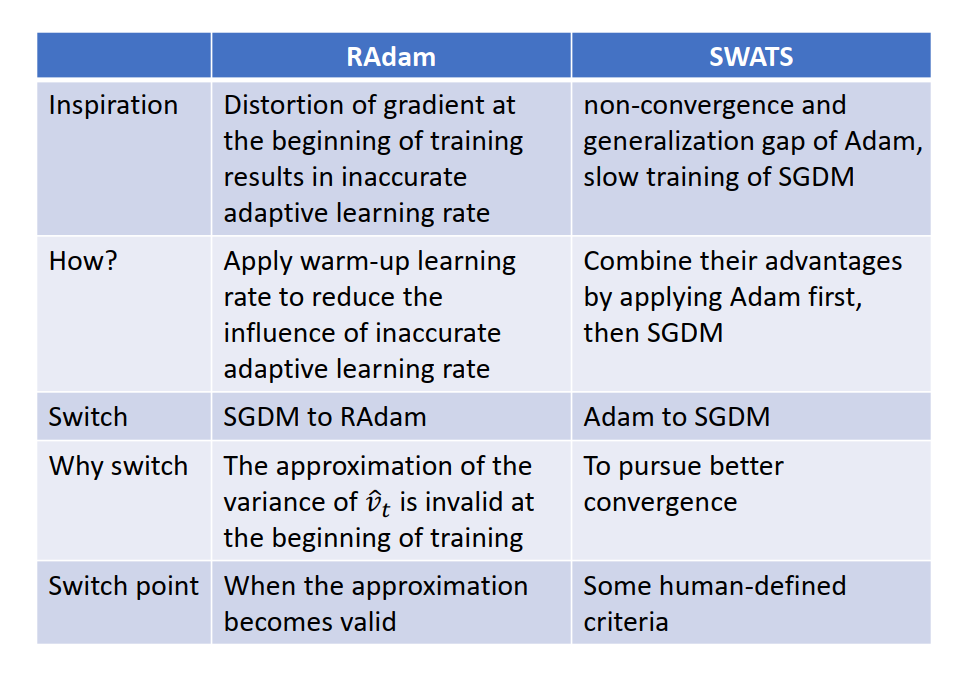 RAdam
SWATS
Inspiration
Distortion of gradient at
the beginning of training
results in inaccurate
adaptive learning rate
non-convergence and
generalization gap of Adam,
slow training of SGDM
How?
Apply warm-up learning
rate to reduce the
influence of inaccurate
adaptive learning rate
Combine their advantages
by applying Adam first,
then SGDM
Switch
SGDM to RAdam
Adam to SGDM
Why switch
The approximation of the
variance of v̂ₜ is invalid at
the beginning of training
To pursue better
convergence
Switch point
When the approximation
becomes valid
Some human-defined
criteria